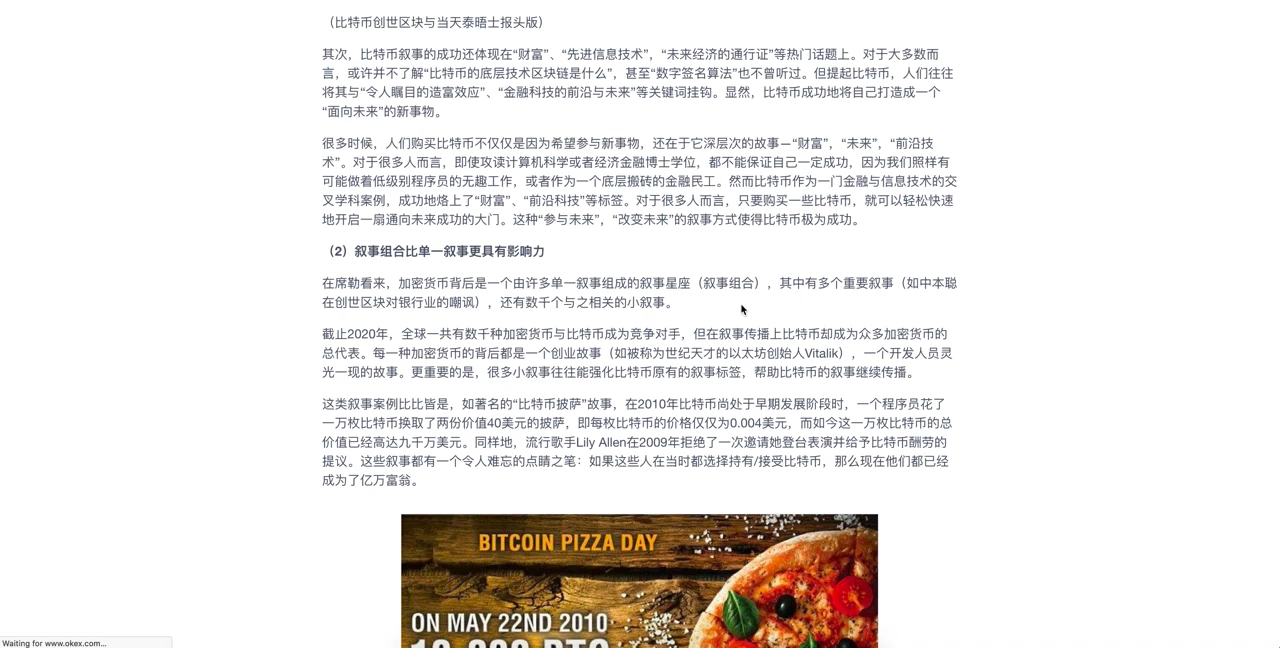 （比特币创世区块与当天泰晤士报头版）
其次，比特币叙事的成功还体现在“财富”、“先进信息技术”，“未来经济的通行证”等热门话题上。对于大多数而
言，或许并不了解“比特币的底层技术区块链是什么”，甚至“数字签名算法”也不曾听过。但提起比特币，人们往往
将其与“令人瞩目的造富效应”、“金融科技的前沿与未来”等关键词挂钩。显然，比特币成功地将自己打造成一个
“面向未来”的新事物。
很多时候，人们购买比特币不仅仅是因为希望参与新事物，还在于它深层次的故事—“财富”，“未来”，“前沿技
术”。对于很多人而言，即使攻读计算机科学或者经济金融博士学位，都不能保证自己一定成功，因为我们照样有
可能做着低级别程序员的无趣工作，或者作为一个底层搬砖的金融民工。然而比特币作为一门金融与信息技术的交
叉学科案例，成功地烙上了“财富”、“前沿科技”等标签。对于很多人而言，只要购买一些比特币，就可以轻松快速
地开启一扇通向未来成功的大门。这种“参与未来”，“改变未来”的叙事方式使得比特币极为成功。
（2）叙事组合比单一叙事更具有影响力
在席勒看来，加密货币背后是一个由许多单一叙事组成的叙事星座（叙事组合），其中有多个重要叙事（如中本聪
在创世区块对银行业的嘲讽），还有数千个与之相关的小叙事。
截止2020年，全球一共有数千种加密货币与比特币成为竞争对手，但在叙事传播上比特币却成为众多加密货币的
总代表。每一种加密货币的背后都是一个创业故事（如被称为世纪天才的以太坊创始人Vitalik），一个开发人员灵
光一现的故事。更重要的是，很多小叙事往往能强化比特币原有的叙事标签，帮助比特币的叙事继续传播。
这类叙事案例比比皆是，如著名的“比特币披萨”故事，在2010年比特币尚处于早期发展阶段时，一个程序员花了
一万枚比特币换取了两份价值40美元的披萨，即每枚比特币的价格仅仅为0.004美元，而如今这一万枚比特币的总
价值已经高达九千万美元。同样地，流行歌手Lily Allen在2009年拒绝了一次邀请她登台表演并给予比特币酬劳的
提议。这些叙事都有一个令人难忘的点睛之笔：如果这些人在当时都选择持有/接受比特币，那么现在他们都已经
成为了亿万富翁。
BITCOIN PIZZA DAY
ON MAY 22ND 2010
10,000 BTC
Waiting for www.okex.com...